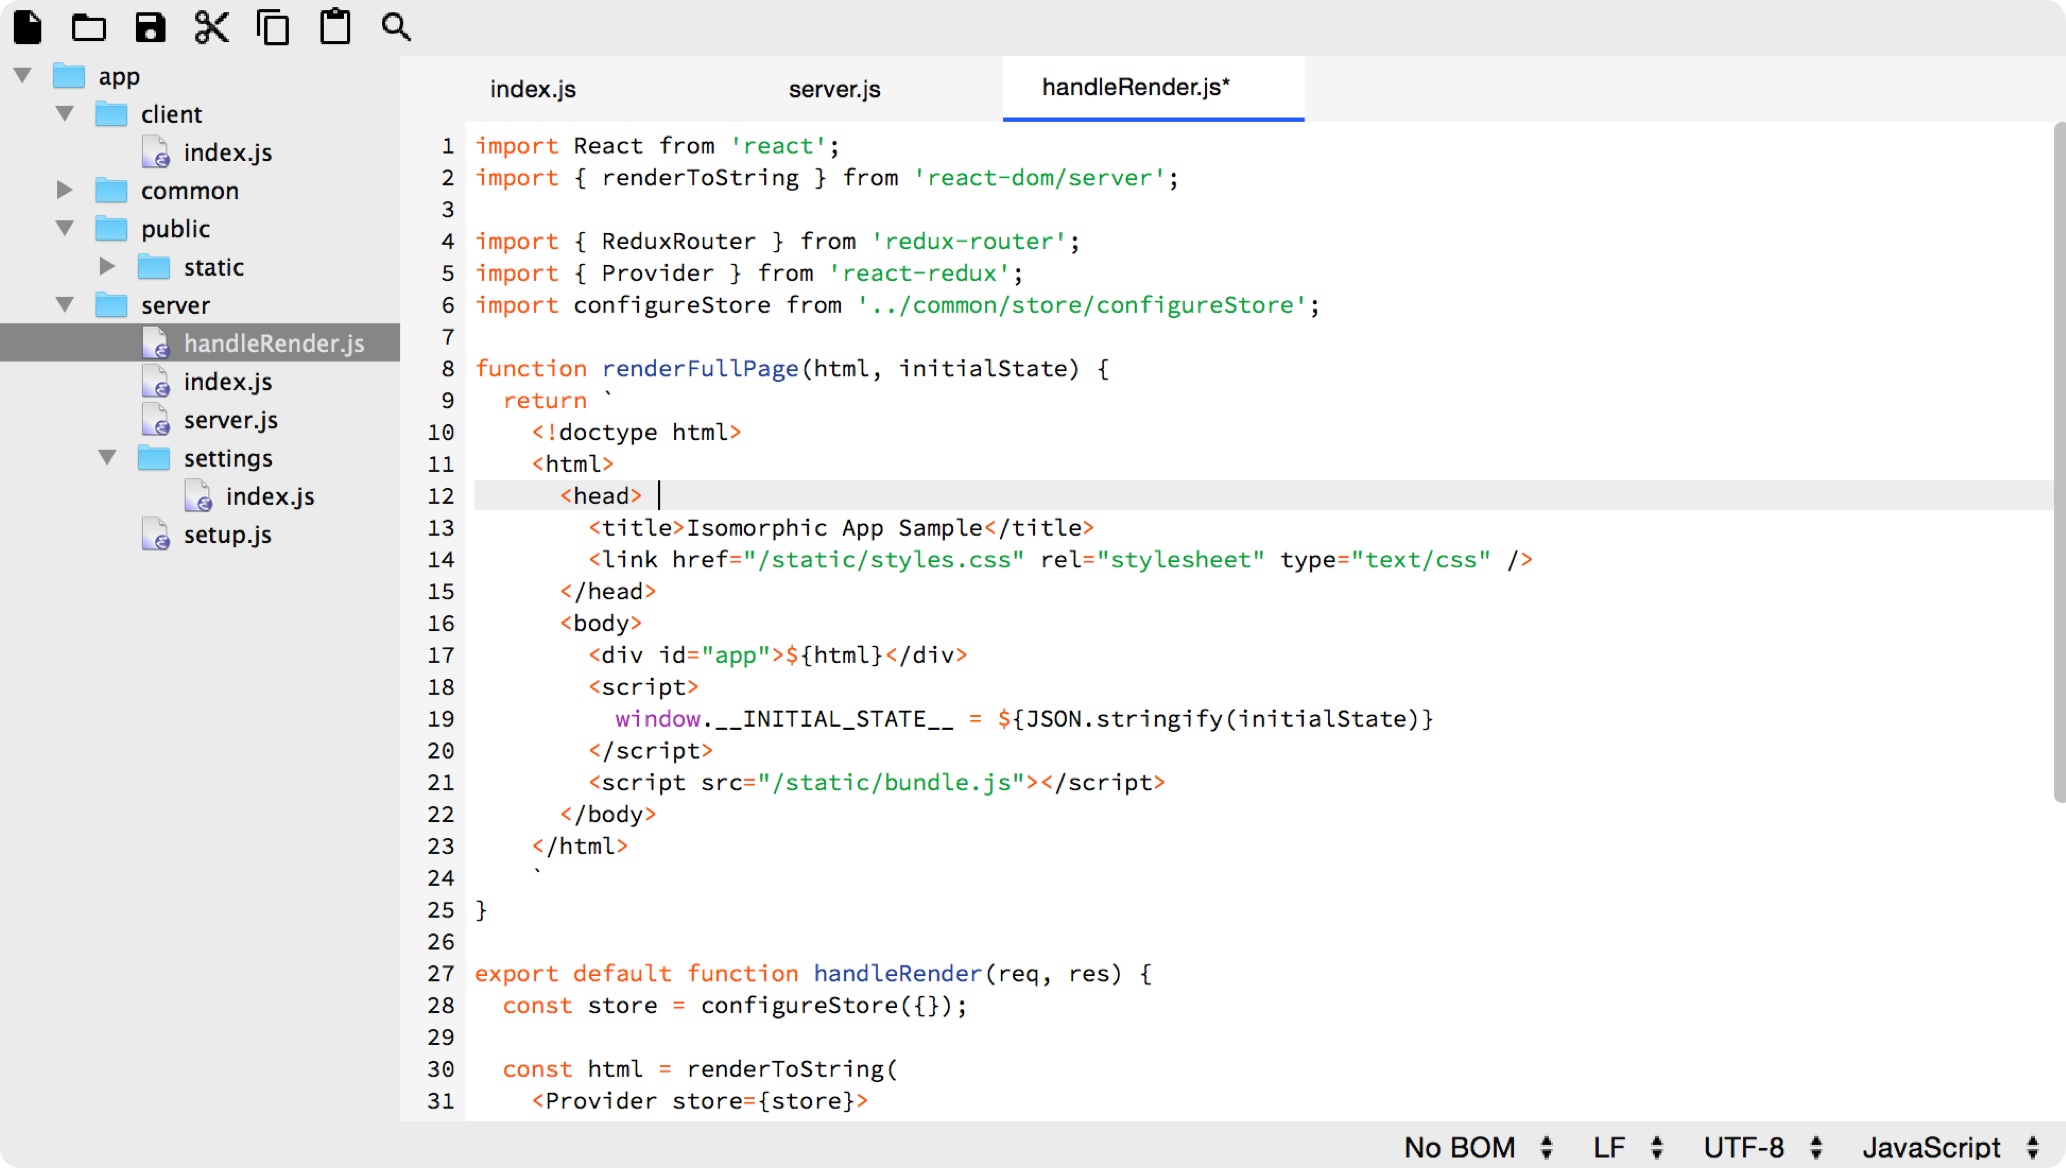 app
client
index.js
common
public
static
server
handleRender.js
index.js
server.js
settings
index.js
setup.js
index.js server.js handleRender.js*
1 import React from 'react';
2 import { renderToString } from 'react-dom/server';
3
4 import { ReduxRouter } from 'redux-router';
5 import { Provider } from 'react-redux';
6 import configureStore from '../common/store/configureStore';
7
8 function renderFullPage(html, initialState) {
9   return `
10     <!doctype html>
11     <html>
12       <head>
13         <title>Isomorphic App Sample</title>
14         <link href="/static/styles.css" rel="stylesheet" type="text/css" />
15       </head>
16       <body>
17         <div id="app">${html}</div>
18         <script>
19           window.__INITIAL_STATE__ = ${JSON.stringify(initialState)}
20         </script>
21         <script src="/static/bundle.js"></script>
22       </body>
23     </html>
24     `
25 }
26
27 export default function handleRender(req, res) {
28   const store = configureStore({});
29
30   const html = renderToString(
31     <Provider store={store}>
No BOM LF UTF-8 JavaScript